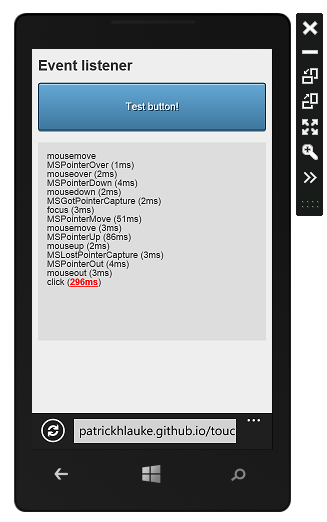 Event listener
Test button!
mousemove
MSPointerOver (1ms)
mouseover (2ms)
MSPointerDown (4ms)
mousedown (2ms)
MSGotPointerCapture (2ms)
focus (3ms)
MSPointerMove (51ms)
mousemove (3ms)
MSPointerUp (86ms)
mouseup (2ms)
MSLostPointerCapture (3ms)
MSPointerOut (4ms)
mouseout (3ms)
click (296ms)
patrickhlauke.github.io/touc